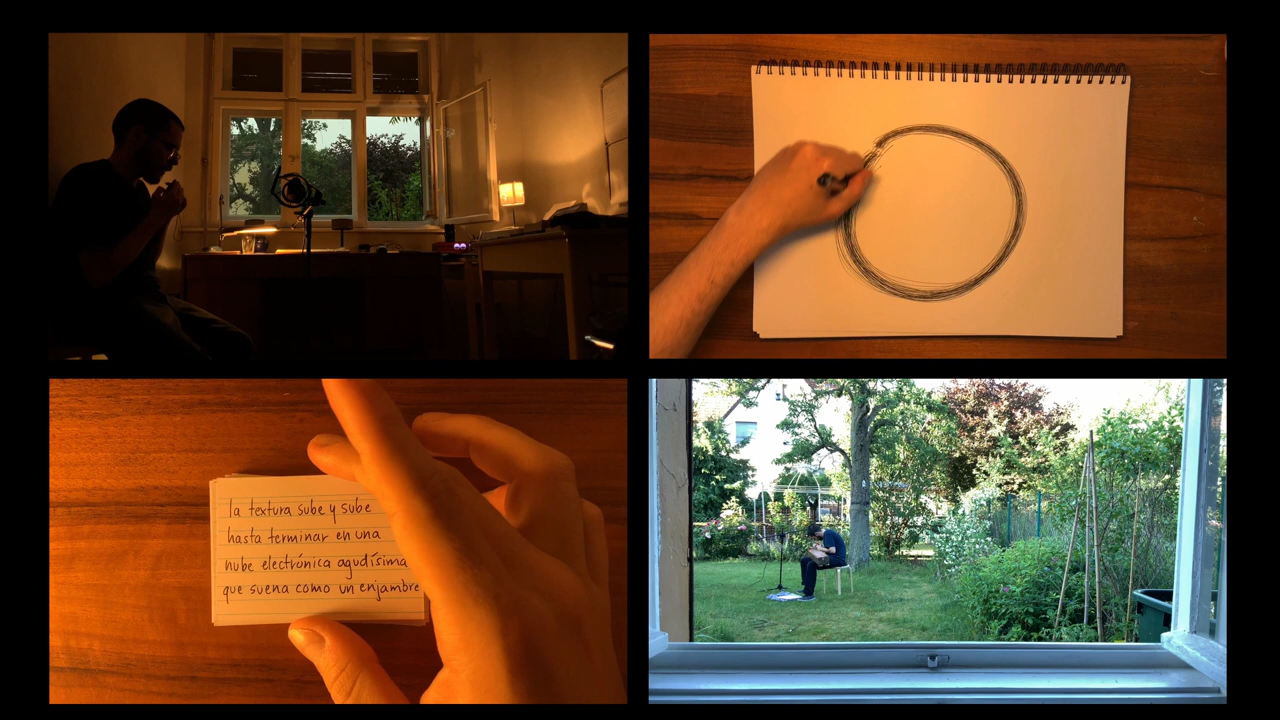 la textura sube y sube
hasta terminar en una
nube electrónica agudísima
que suena como un enjambre